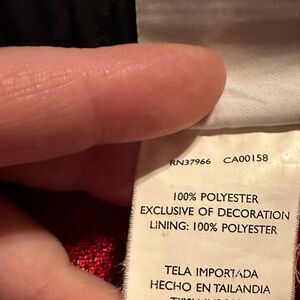 RN37966 CA00158
100% POLYESTER
EXCLUSIVE OF DECORATION
LINING: 100% POLYESTER
TELA IMPORTADA
HECHO EN TAILANDIA